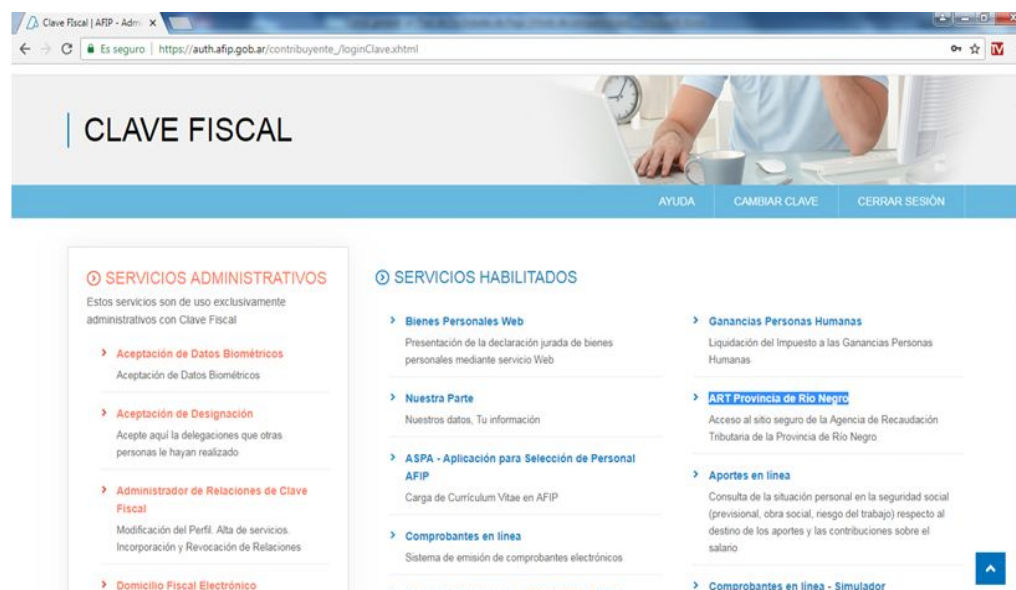 Clave Fiscal | AFIP - Admi
Es seguro | https://auth.afip.gob.ar/contribuyente_/loginClave.xhtml
CLAVE FISCAL
AYUDA CAMBIAR CLAVE CERRAR SESIÓN
SERVICIOS ADMINISTRATIVOS
Estos servicios son de uso exclusivamente
administrativos con Clave Fiscal
Aceptación de Datos Biométricos
Aceptación de Datos Biométricos
Aceptación de Designación
Acepte aquí la delegaciones que otras
personas le hayan realizado
Administrador de Relaciones de Clave
Fiscal
Modificación del Perfil. Alta de servicios.
Incorporación y Revocación de Relaciones
Domicilio Fiscal Electrónico
SERVICIOS HABILITADOS
Bienes Personales Web
Presentación de la declaración jurada de bienes
personales mediante servicio Web
Nuestra Parte
Nuestros datos, Tu información
ASPA - Aplicación para Selección de Personal
AFIP
Carga de Currículum Vitae en AFIP
Comprobantes en línea
Sistema de emisión de comprobantes electrónicos
Ganancias Personas Humanas
Liquidación del Impuesto a las Ganancias Personas
Humanas
ART Provincia de Río Negro
Acceso al sitio seguro de la Agencia de Recaudación
Tributaria de la Provincia de Río Negro
Aportes en línea
Consulta de la situación personal en la seguridad social
(previsional, obra social, riesgo del trabajo) respecto al
destino de los aportes y las contribuciones sobre el
salario
Comprobantes en línea - Simulador